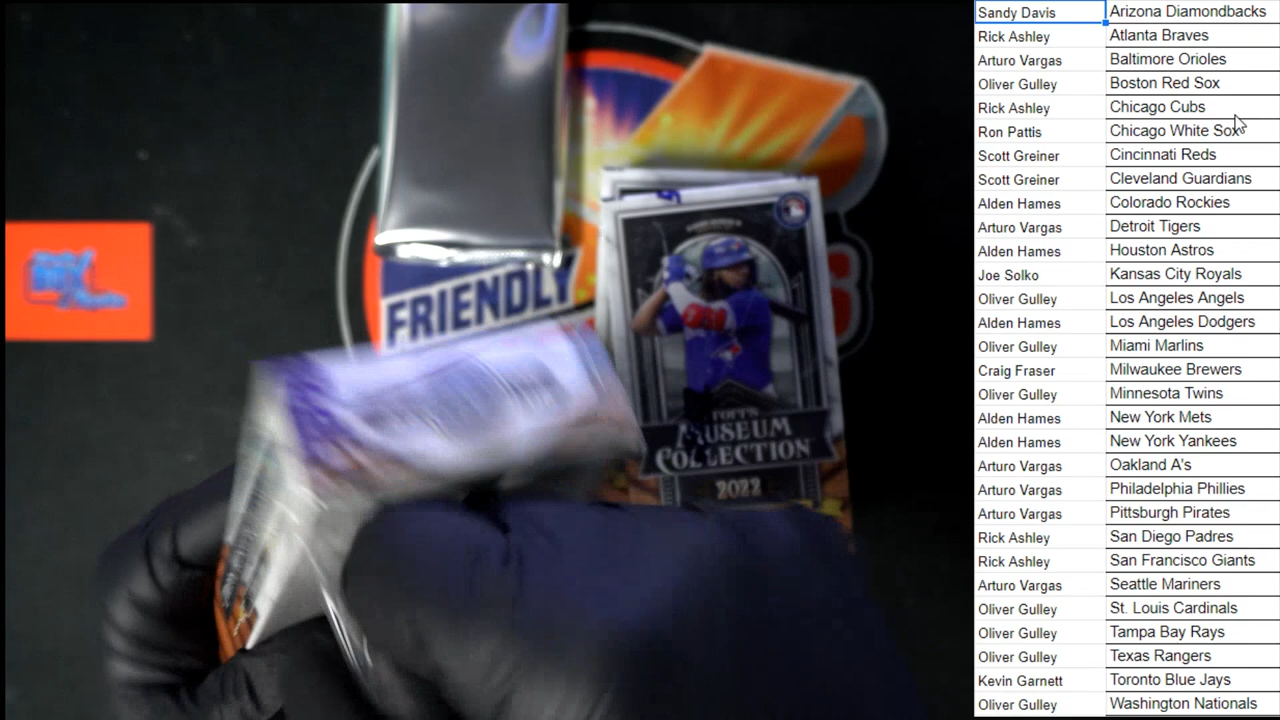 FRIENDLY
TOPPS
MUSEUM
COLLECTION
2022
Sandy Davis Arizona Diamondbacks
Rick Ashley Atlanta Braves
Arturo Vargas Baltimore Orioles
Oliver Gulley Boston Red Sox
Rick Ashley Chicago Cubs
Ron Pattis Chicago White Sox
Scott Greiner Cincinnati Reds
Scott Greiner Cleveland Guardians
Alden Hames Colorado Rockies
Arturo Vargas Detroit Tigers
Alden Hames Houston Astros
Joe Solko Kansas City Royals
Oliver Gulley Los Angeles Angels
Alden Hames Los Angeles Dodgers
Oliver Gulley Miami Marlins
Craig Fraser Milwaukee Brewers
Oliver Gulley Minnesota Twins
Alden Hames New York Mets
Alden Hames New York Yankees
Arturo Vargas Oakland A's
Arturo Vargas Philadelphia Phillies
Arturo Vargas Pittsburgh Pirates
Rick Ashley San Diego Padres
Rick Ashley San Francisco Giants
Arturo Vargas Seattle Mariners
Oliver Gulley St. Louis Cardinals
Oliver Gulley Tampa Bay Rays
Oliver Gulley Texas Rangers
Kevin Garnett Toronto Blue Jays
Oliver Gulley Washington Nationals